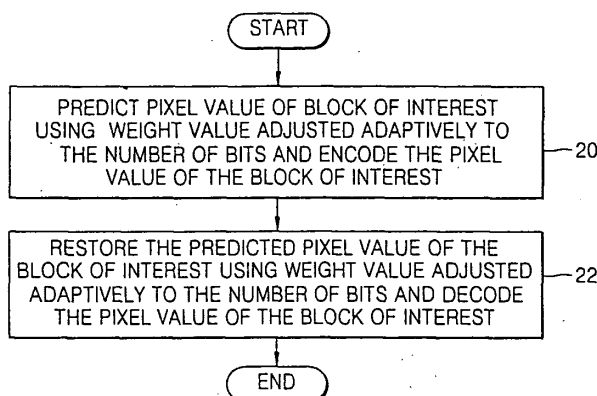 START
PREDICT PIXEL VALUE OF BLOCK OF INTEREST
USING WEIGHT VALUE ADJUSTED ADAPTIVELY TO
THE NUMBER OF BITS AND ENCODE THE PIXEL
VALUE OF THE BLOCK OF INTEREST
20
RESTORE THE PREDICTED PIXEL VALUE OF THE
BLOCK OF INTEREST USING WEIGHT VALUE ADJUSTED
ADAPTIVELY TO THE NUMBER OF BITS AND DECODE
THE PIXEL VALUE OF THE BLOCK OF INTEREST
22
END